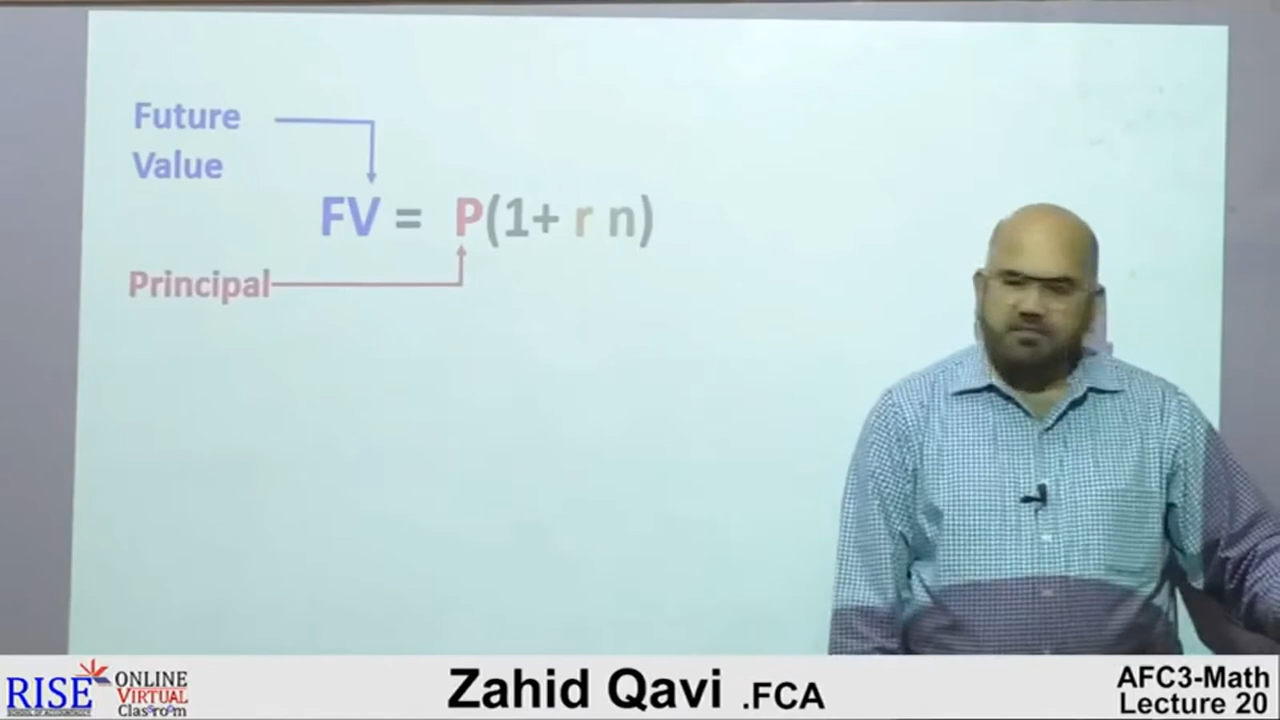 Future
Value
FV = P(1+ r n)
Principal
RISE
ONLINE
VIRTUAL
Classroom
Zahid Qavi .FCA
AFC3-Math
Lecture 20